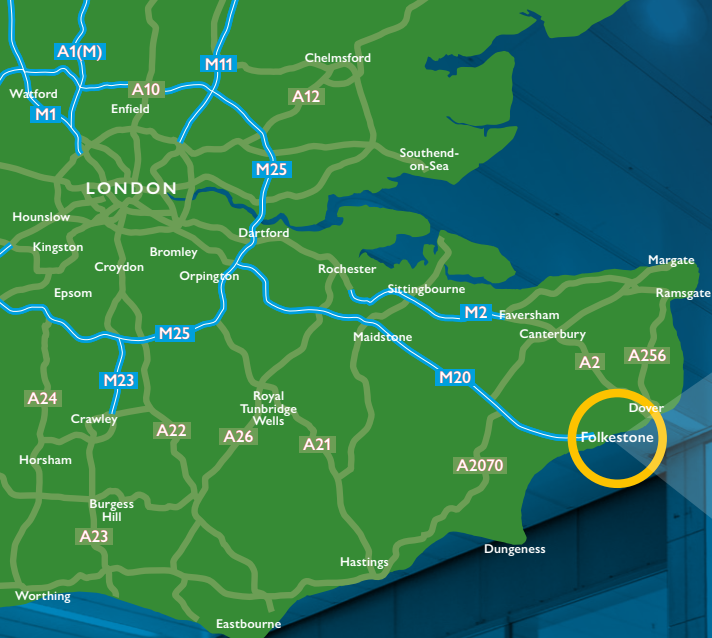 A1(M)
M11
Chelmsford
A10
Watford
A12
Enfield
M1
Southend-
on-Sea
M25
LONDON
Hounslow
Dartford
Kingston
Bromley
Margate
Croydon
Orpington
Rochester
Sittingbourne
Epsom
Ramsgate
M2
Faversham
M25
Maidstone
Canterbury
A2
A256
M23
M20
A24
Royal
Tunbridge
Wells
Dover
Crawley
A22
A26
A21
Folkestone
Horsham
A2070
Burgess
Hill
A23
Dungeness
Hastings
Worthing
Eastbourne